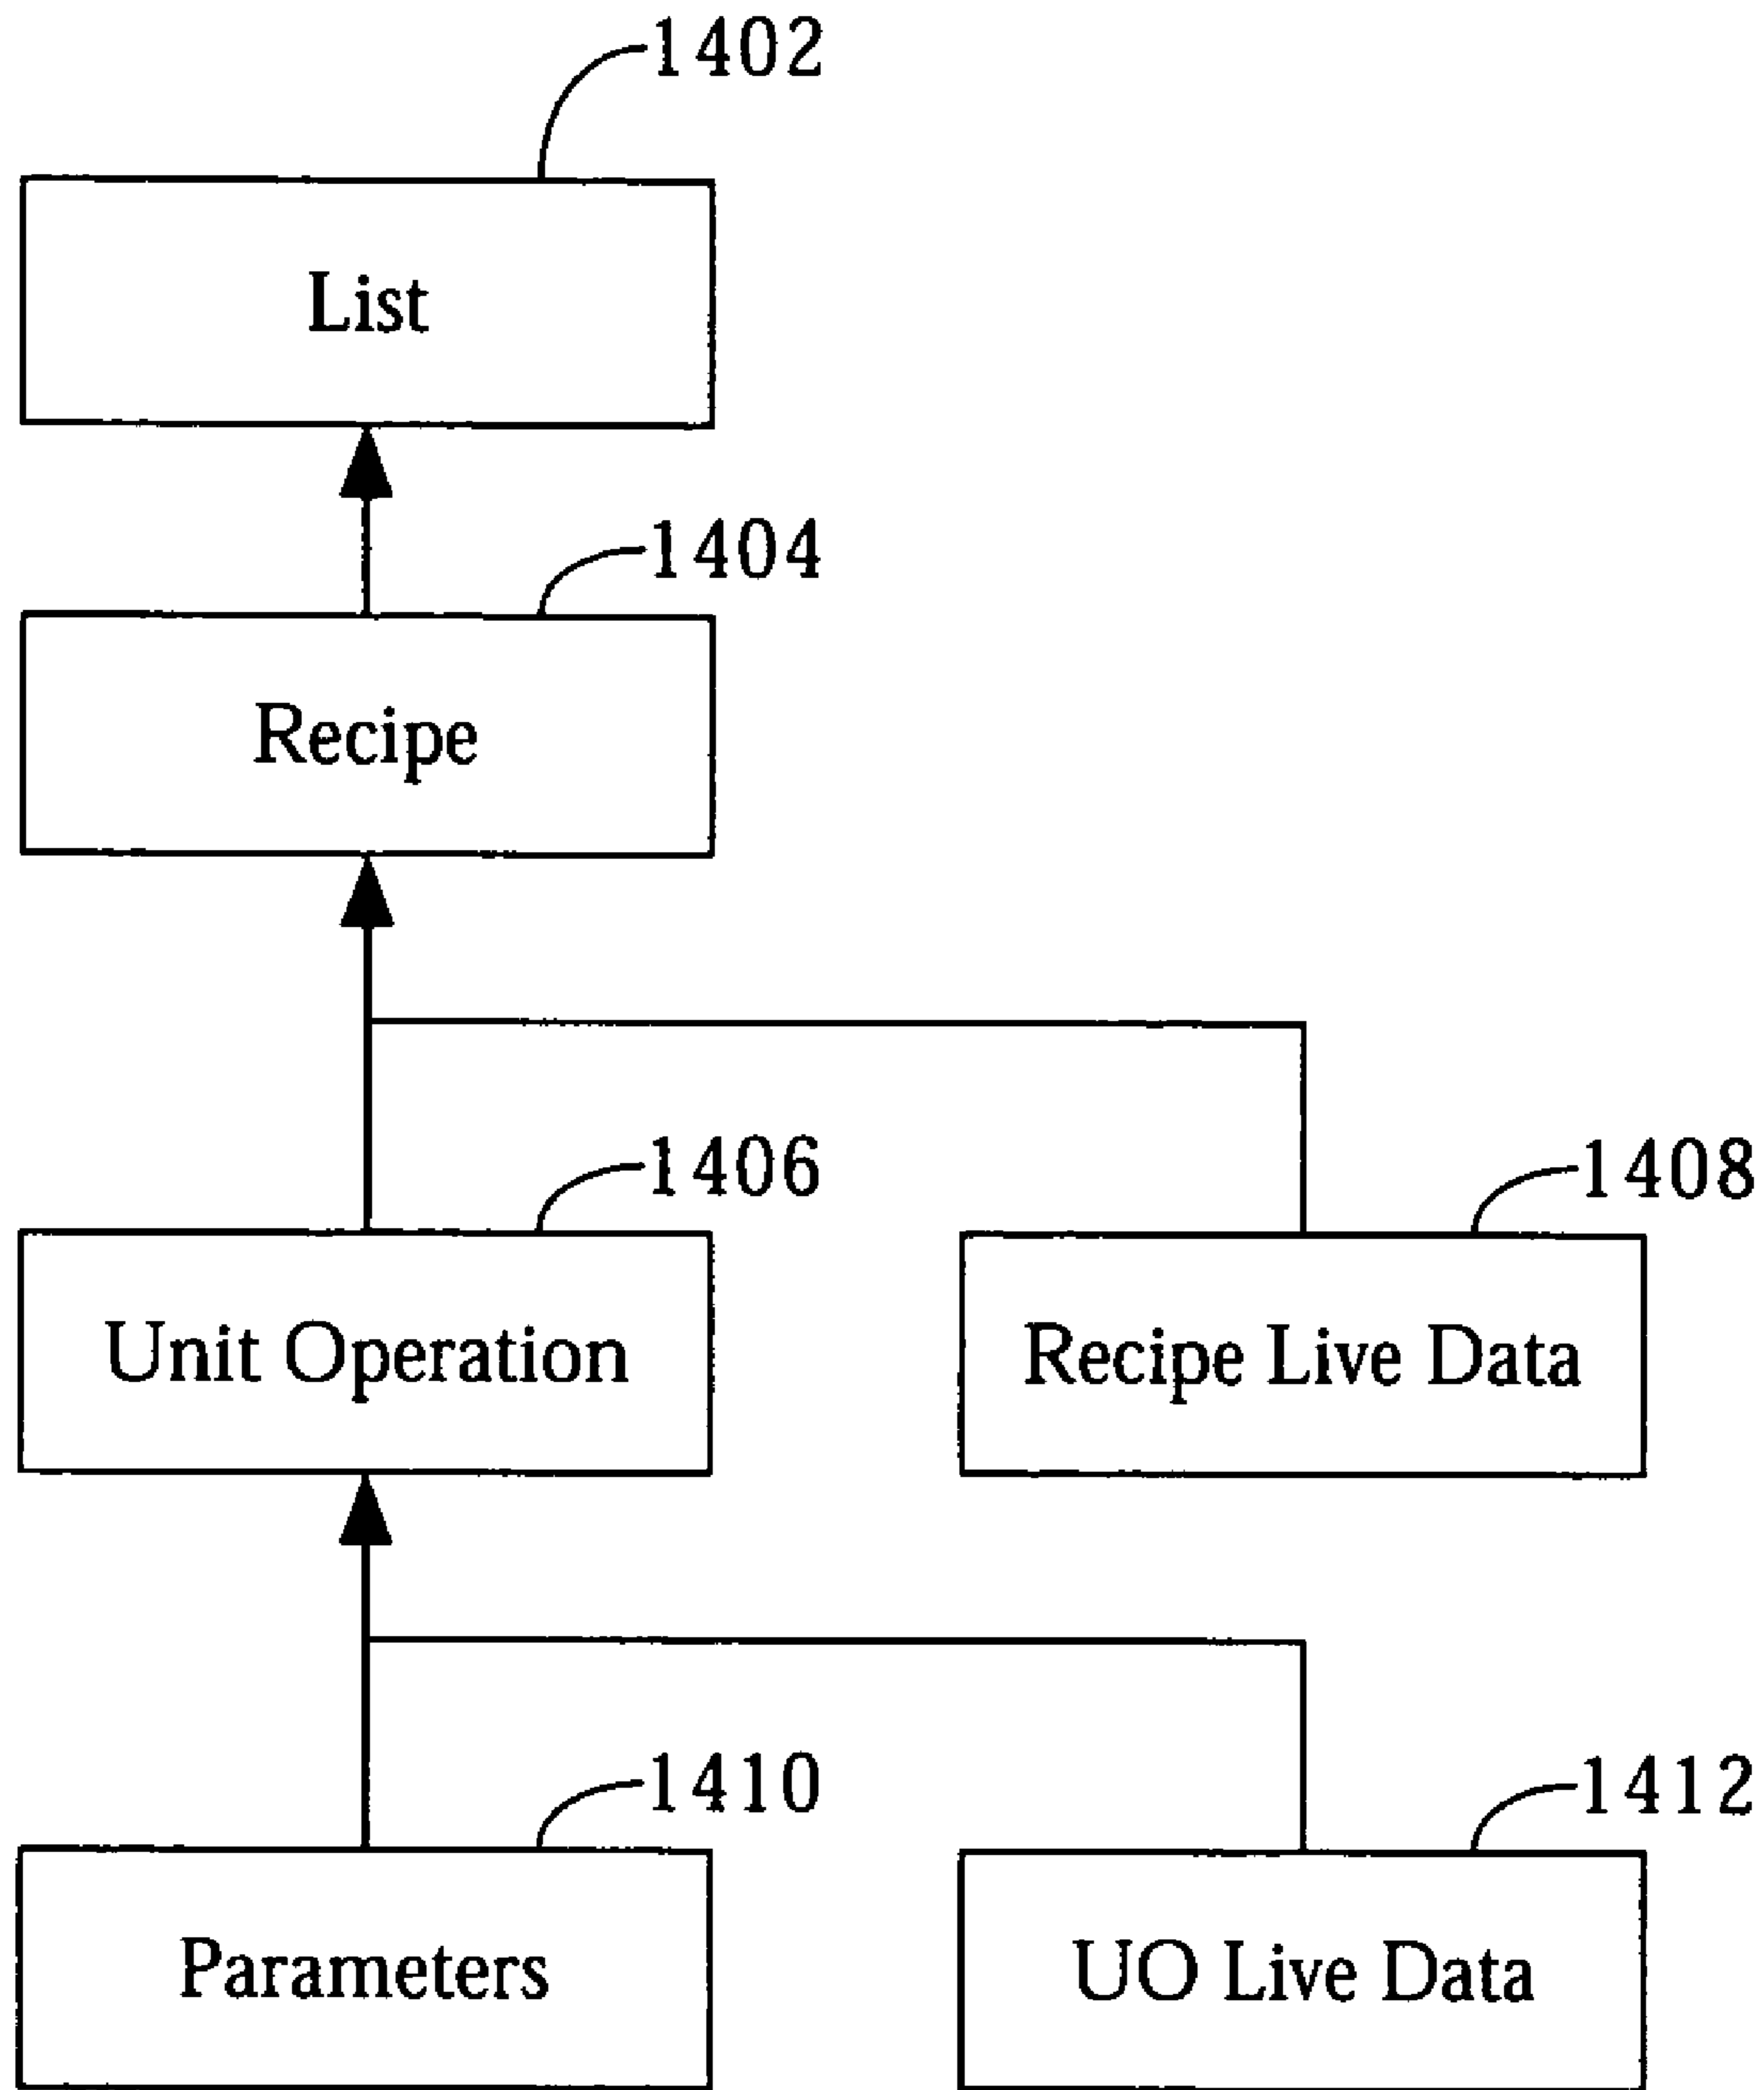 1402
List
1404
Recipe
1406
1408
Unit Operation
Recipe Live Data
1410
1412
Parameters
UO Live Data